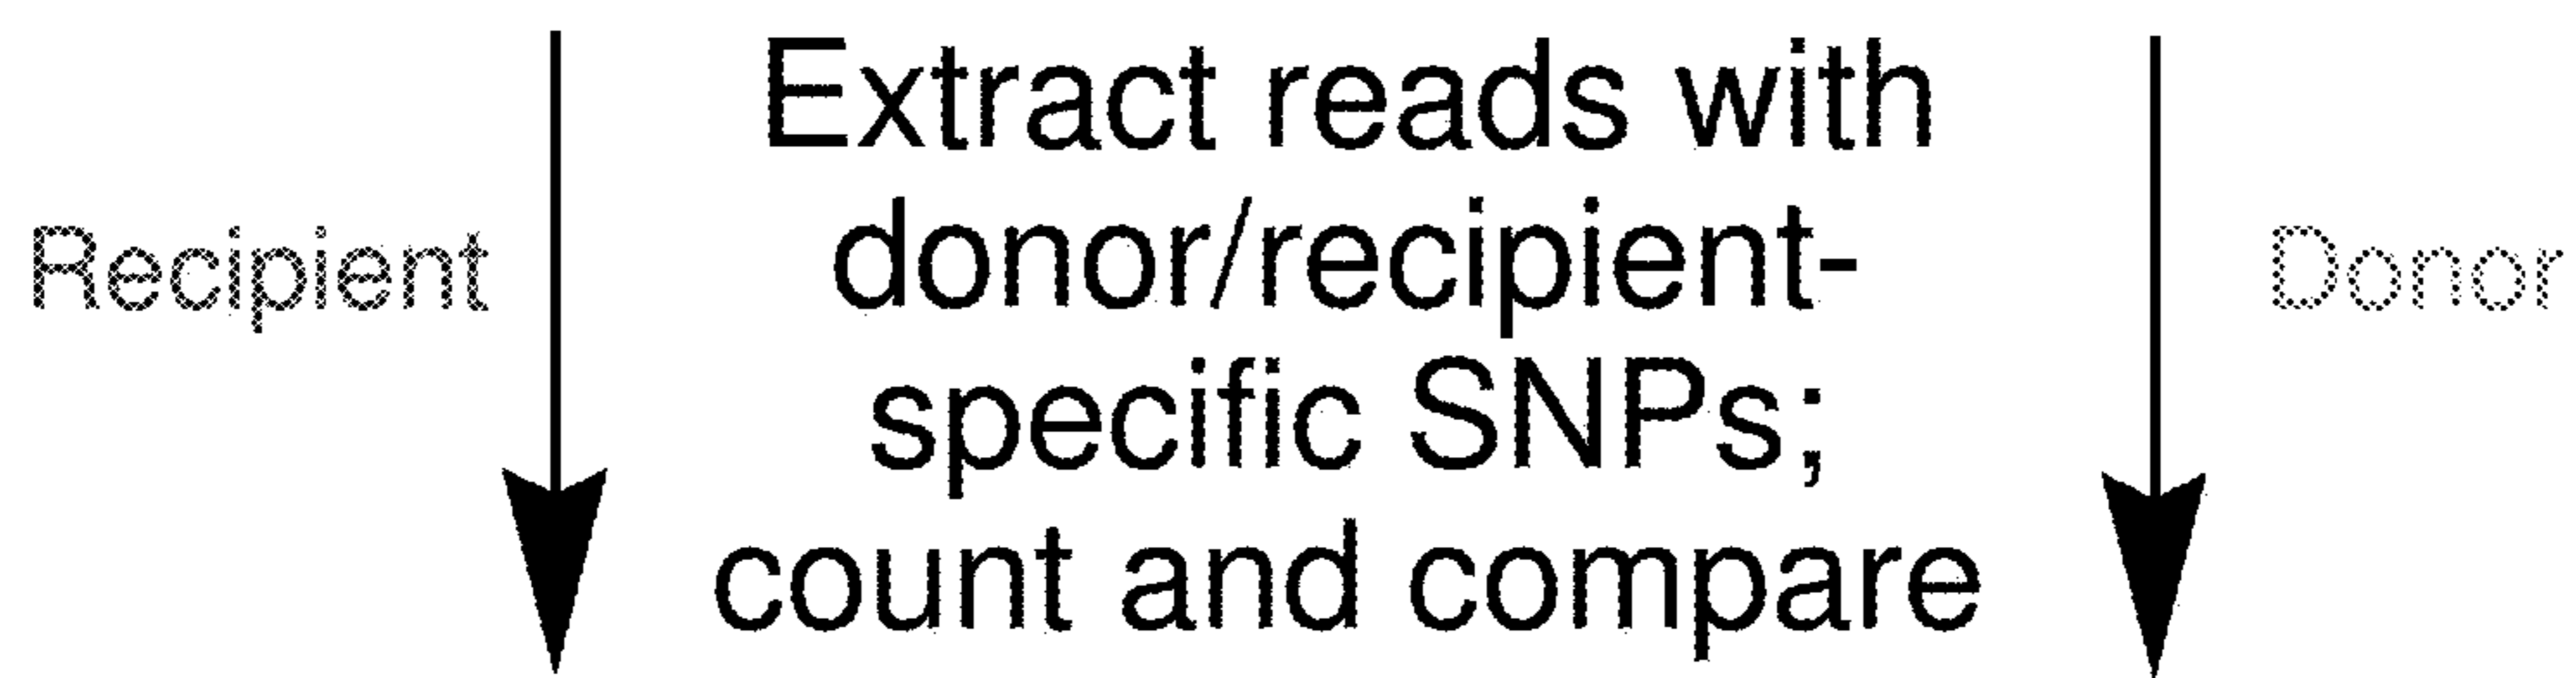 Extract reads with
Recipient donor/recipient- Donor
specific SNPs;
count and compare